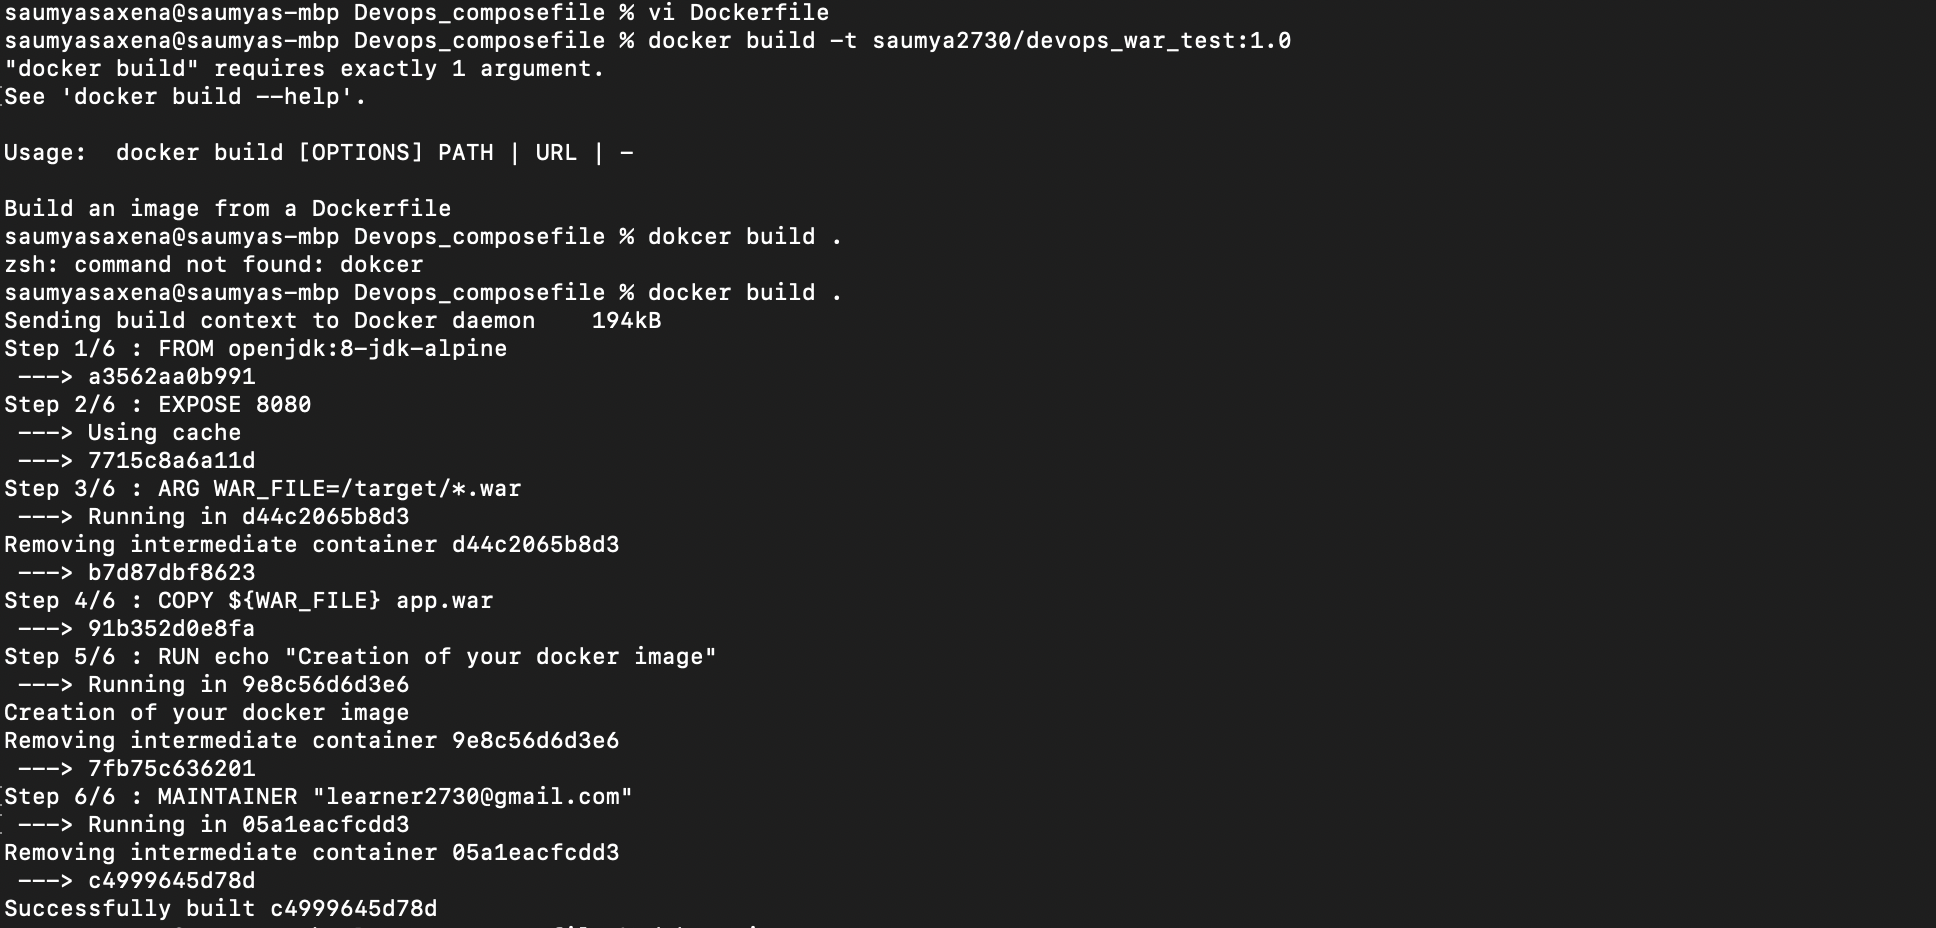 saumyasaxena@saumyas-mbp Devops_composefile % vi Dockerfile
saumyasaxena@saumyas-mbp Devops_composefile % docker build -t saumya2730/devops_war_test:1.0
"docker build" requires exactly 1 argument.
See 'docker build --help'.
Usage:  docker build [OPTIONS] PATH | URL | -
Build an image from a Dockerfile
saumyasaxena@saumyas-mbp Devops_composefile % dokcer build .
zsh: command not found: dokcer
saumyasaxena@saumyas-mbp Devops_composefile % docker build .
Sending build context to Docker daemon    194kB
Step 1/6 : FROM openjdk:8-jdk-alpine
 ---> a3562aa0b991
Step 2/6 : EXPOSE 8080
 ---> Using cache
 ---> 7715c8a6a11d
Step 3/6 : ARG WAR_FILE=/target/*.war
 ---> Running in d44c2065b8d3
Removing intermediate container d44c2065b8d3
 ---> b7d87dbf8623
Step 4/6 : COPY ${WAR_FILE} app.war
 ---> 91b352d0e8fa
Step 5/6 : RUN echo "Creation of your docker image"
 ---> Running in 9e8c56d6d3e6
Creation of your docker image
Removing intermediate container 9e8c56d6d3e6
 ---> 7fb75c636201
Step 6/6 : MAINTAINER "learner2730@gmail.com"
 ---> Running in 05a1eacfcdd3
Removing intermediate container 05a1eacfcdd3
 ---> c4999645d78d
Successfully built c4999645d78d